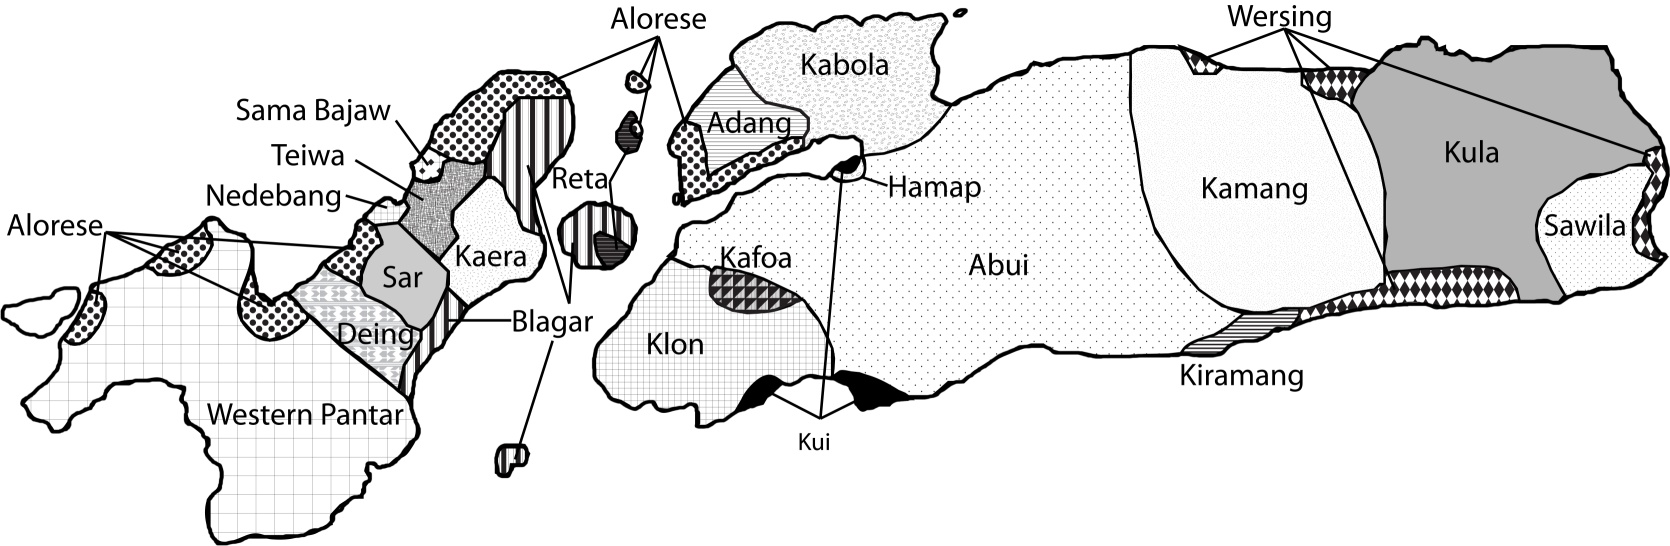 Alorese
Wersing
Kabola
Sama Bajaw
Adang
Teiwa
Kula
Reta
Nedebang
Hamap
Kamang
Alorese
Sawila
Kaera
Kafoa
Abui
Sar
Blagar
Deing
Klon
Kiramang
Western Pantar
Kui